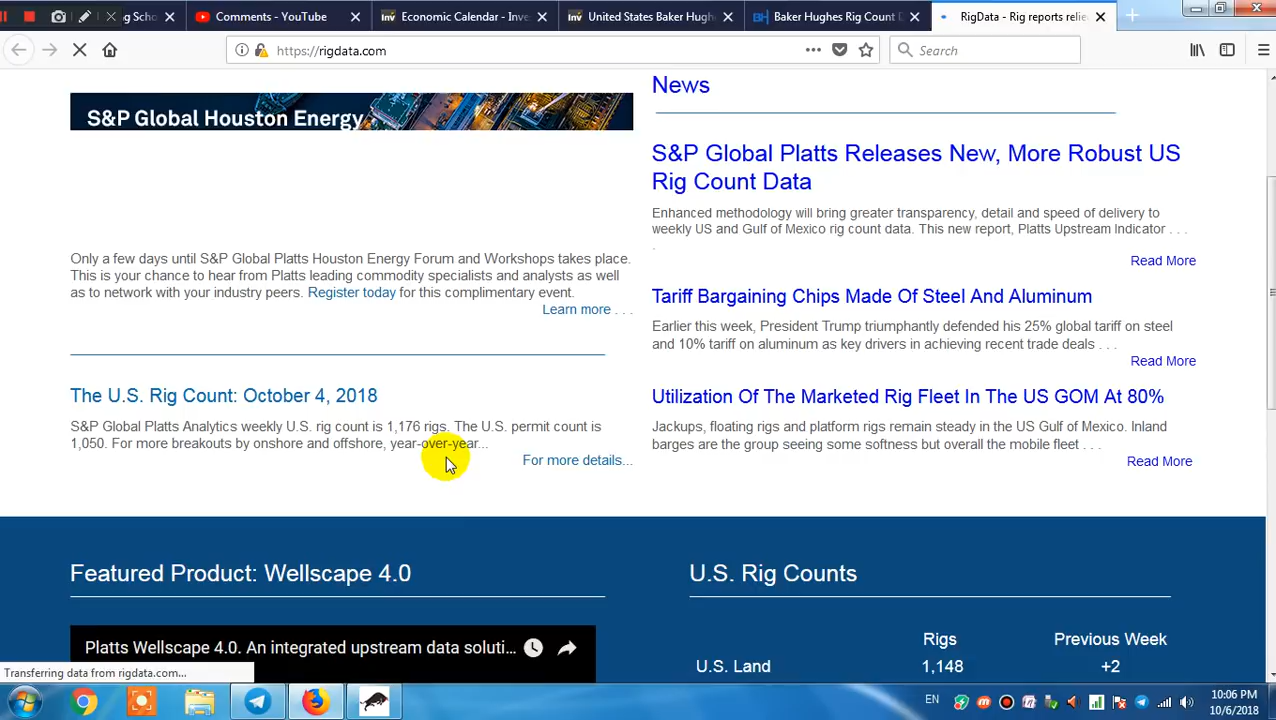 ng Scho
Comments - YouTube
Economic Calendar - Inve
United States Baker Hugh
Baker Hughes Rig Count D
RigData - Rig reports relie
https://rigdata.com
Search
S&P Global Houston Energy
Only a few days until S&P Global Platts Houston Energy Forum and Workshops takes place.
This is your chance to hear from Platts leading commodity specialists and analysts as well
as to network with your industry peers. Register today for this complimentary event.
Learn more . . .
The U.S. Rig Count: October 4, 2018
S&P Global Platts Analytics weekly U.S. rig count is 1,176 rigs. The U.S. permit count is
1,050. For more breakouts by onshore and offshore, year-over-year...
For more details...
News
S&P Global Platts Releases New, More Robust US
Rig Count Data
Enhanced methodology will bring greater transparency, detail and speed of delivery to
weekly US and Gulf of Mexico rig count data. This new report, Platts Upstream Indicator . . .
.
Read More
Tariff Bargaining Chips Made Of Steel And Aluminum
Earlier this week, President Trump triumphantly defended his 25% global tariff on steel
and 10% tariff on aluminum as key drivers in achieving recent trade deals . . .
Read More
Utilization Of The Marketed Rig Fleet In The US GOM At 80%
Jackups, floating rigs and platform rigs remain steady in the US Gulf of Mexico. Inland
barges are the group seeing some softness but overall the mobile fleet . . .
Read More
Featured Product: Wellscape 4.0
Platts Wellscape 4.0. An integrated upstream data soluti...
U.S. Rig Counts
Rigs Previous Week
U.S. Land 1,148 +2
Transferring data from rigdata.com...
EN
10:06 PM
10/6/2018